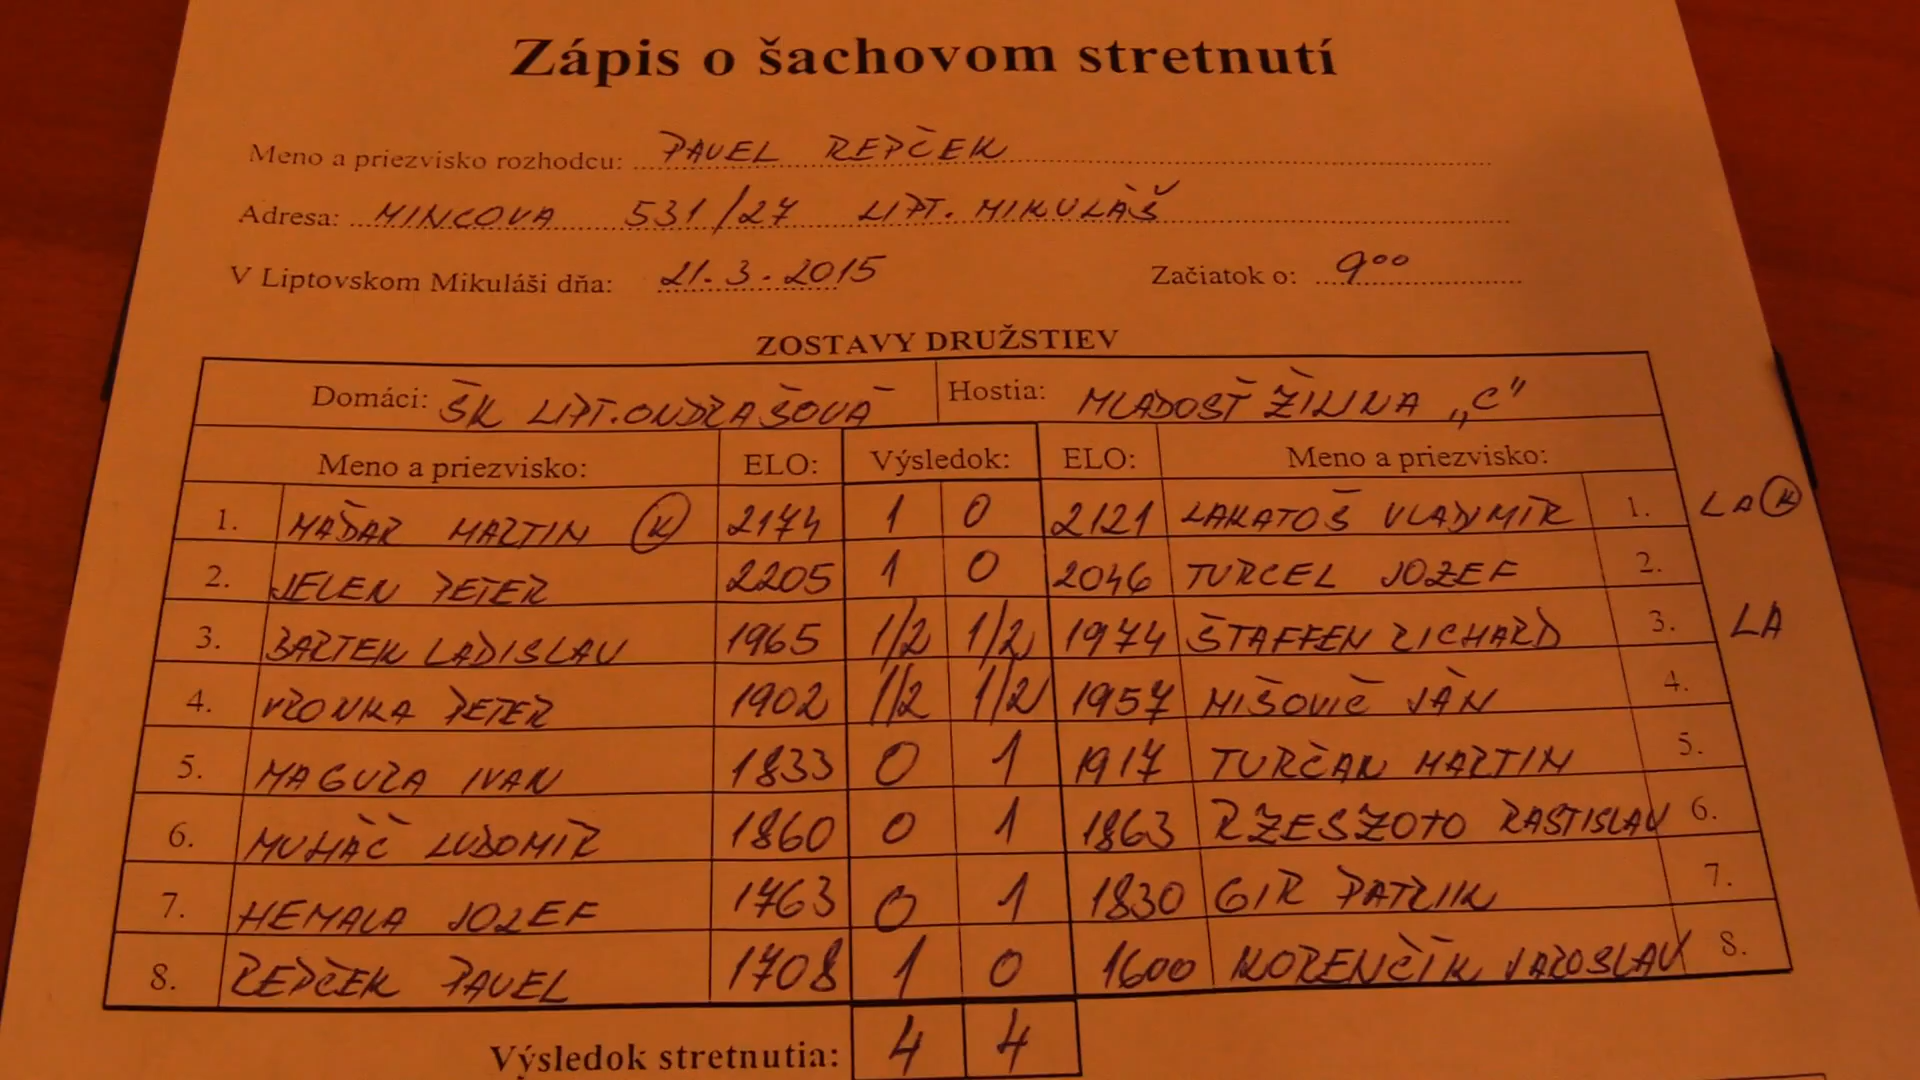 Zápis o šachovom stretnutí
Meno a priezvisko rozhodcu: PAVEL REPČEK
Adresa: MINCOVA 531/27 LIPT. MIKULÁŠ
V Liptovskom Mikuláši dňa: 21.3.2015 Začiatok o: 9⁰⁰
ZOSTAVY DRUŽSTIEV
Domáci: ŠK LIPT. ONDRAŠOVÁ Hostia: MLADOSŤ ŽILINA „C"
Meno a priezvisko: ELO: Výsledok: ELO: Meno a priezvisko:
1. MAĎAR MARTIN K 2174 1 0 2121 LAKATOŠ VLADIMÍR 1. LA K
2. JELEN PETER 2205 1 0 2046 TURCEL JOZEF 2.
3. BARTEK LADISLAV 1965 1/2 1/2 1974 ŠTAFFEN RICHARD 3. LA
4. VRONKA PETER 1902 1/2 1/2 1957 MIŠOVIČ JÁN 4.
5. MAGURA IVAN 1833 0 1 1917 TURČAN MARTIN 5.
6. MUHÁČ ĽUBOMÍR 1860 0 1 1863 RZESZOTO RASTISLAV 6.
7. HEMALA JOZEF 1763 0 1 1830 GIR PATRIK 7.
8. REPČEK PAVEL 1708 1 0 1600 KORENČÍK JAROSLAV 8.
Výsledok stretnutia: 4 4